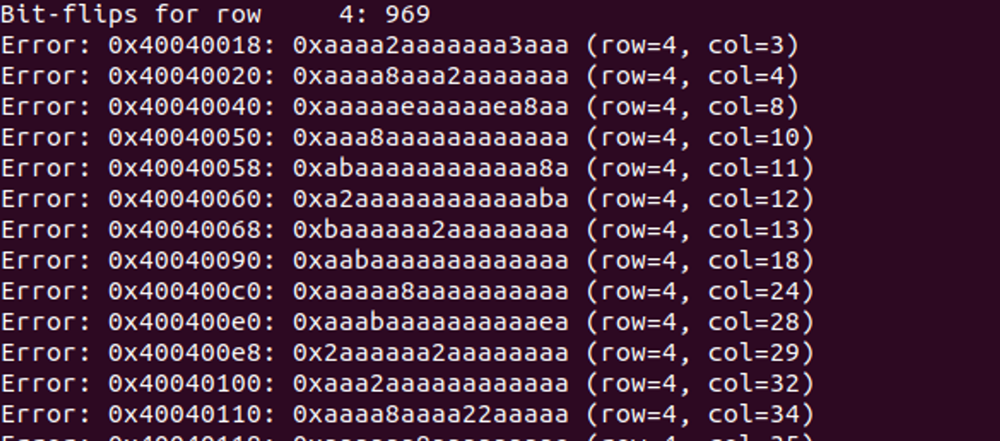 Bit-flips for row    4: 969
Error: 0x40040018: 0xaaaa2aaaaaaa3aaa (row=4, col=3)
Error: 0x40040020: 0xaaaa8aaa2aaaaaaa (row=4, col=4)
Error: 0x40040040: 0xaaaaaaeaaaaaea8aa (row=4, col=8)
Error: 0x40040050: 0xaaa8aaaaaaaaaaaa (row=4, col=10)
Error: 0x40040058: 0xabaaaaaaaaaaaa8a (row=4, col=11)
Error: 0x40040060: 0xa2aaaaaaaaaaaaba (row=4, col=12)
Error: 0x40040068: 0xbaaaaaa2aaaaaaaa (row=4, col=13)
Error: 0x40040090: 0xaabaaaaaaaaaaaaa (row=4, col=18)
Error: 0x400400c0: 0xaaaaa8aaaaaaaaaa (row=4, col=24)
Error: 0x400400e0: 0xaaabaaaaaaaaaaea (row=4, col=28)
Error: 0x400400e8: 0x2aaaaaa2aaaaaaaa (row=4, col=29)
Error: 0x40040100: 0xaaa2aaaaaaaaaaaa (row=4, col=32)
Error: 0x40040110: 0xaaaa8aaaa22aaaaa (row=4, col=34)